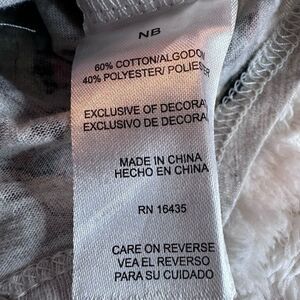 NB
60% COTTON/ALGODON
40% POLYESTER/ POLIES
EXCLUSIVE OF DECORA
EXCLUSIVO DE DECORA
MADE IN CHINA
HECHO EN CHINA
RN 16435
CARE ON REVERSE
VEA EL REVERSO
PARA SU CUIDADO